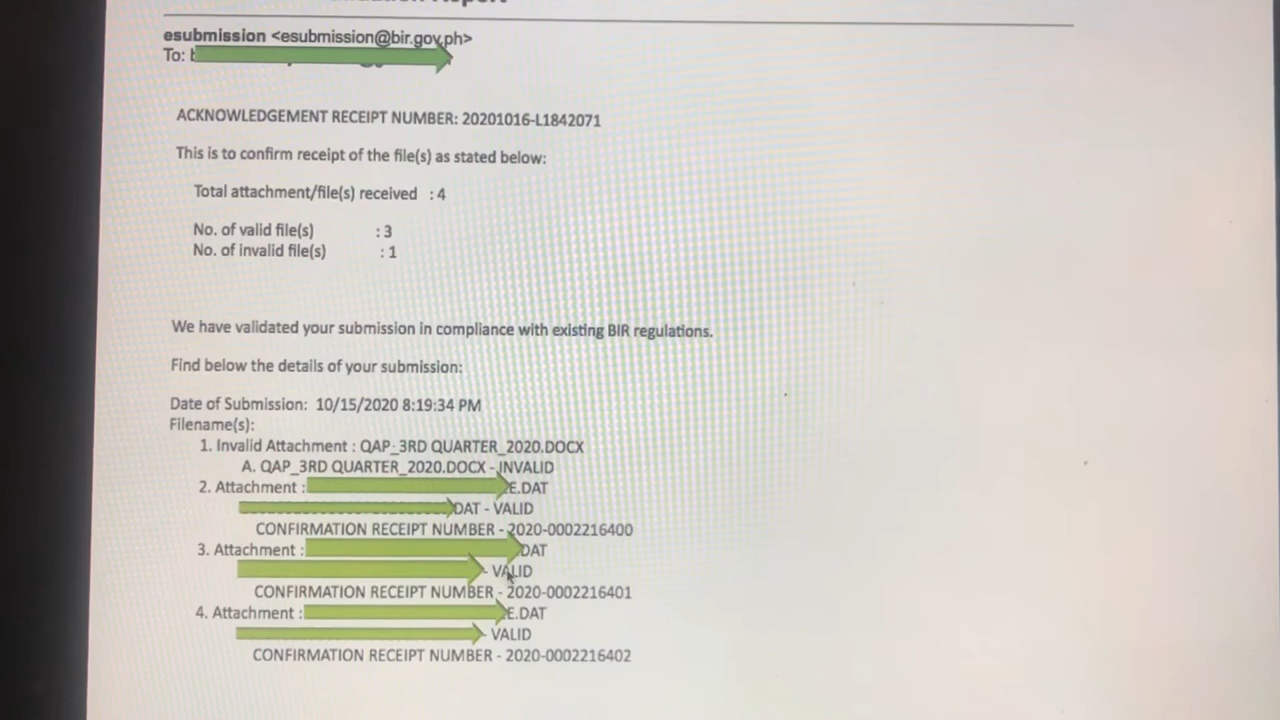 esubmission <esubmission@bir.gov.ph>
To:
ACKNOWLEDGEMENT RECEIPT NUMBER: 20201016-L1842071
This is to confirm receipt of the file(s) as stated below:
Total attachment/file(s) received : 4
No. of valid file(s) : 3
No. of invalid file(s) : 1
We have validated your submission in compliance with existing BIR regulations.
Find below the details of your submission:
Date of Submission: 10/15/2020 8:19:34 PM
Filename(s):
1. Invalid Attachment : QAP_3RD QUARTER_2020.DOCX
A. QAP_3RD QUARTER_2020.DOCX - INVALID
2. Attachment : E.DAT
DAT - VALID
CONFIRMATION RECEIPT NUMBER - 2020-0002216400
3. Attachment : DAT
- VALID
CONFIRMATION RECEIPT NUMBER - 2020-0002216401
4. Attachment : E.DAT
- VALID
CONFIRMATION RECEIPT NUMBER - 2020-0002216402